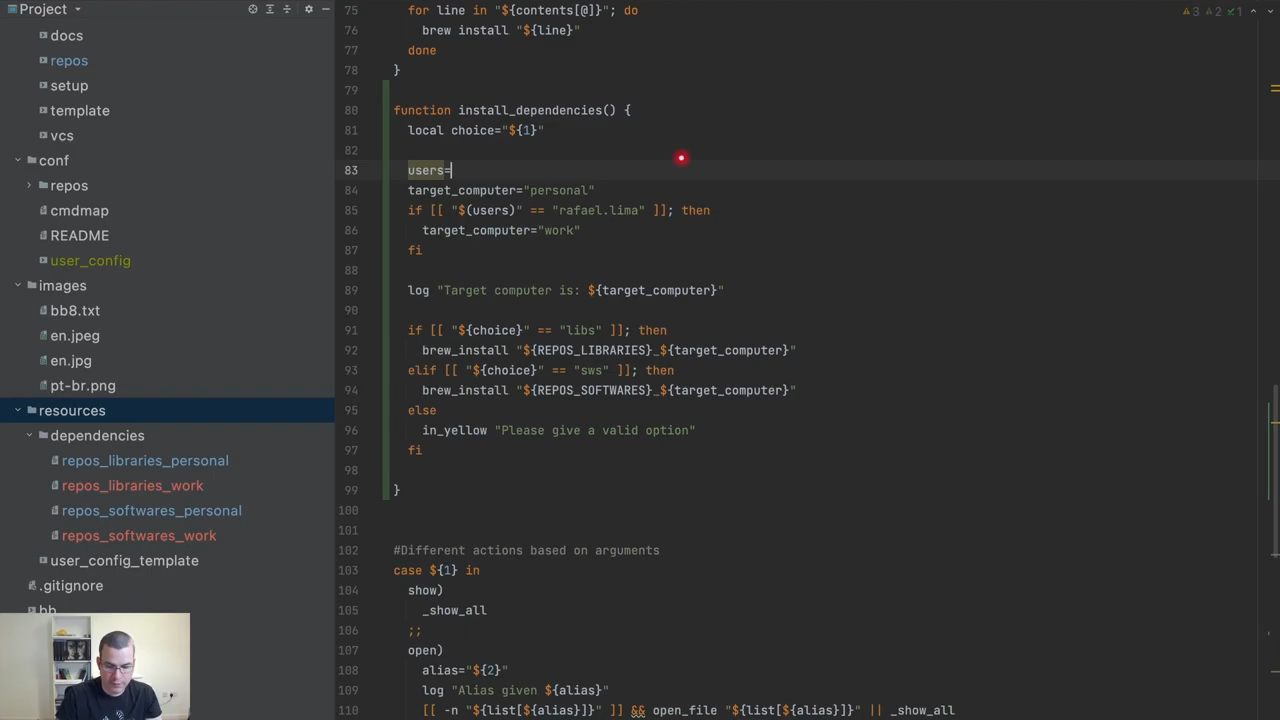 Project
docs
repos
setup
template
vcs
conf
repos
cmdmap
README
user_config
images
bb8.txt
en.jpeg
en.jpg
pt-br.png
resources
dependencies
repos_libraries_personal
repos_libraries_work
repos_softwares_personal
repos_softwares_work
user_config_template
.gitignore
bb
3 2 1
75 for line in "${contents[@]}"; do
76 brew install "${line}"
77 done
78 }
79
80 function install_dependencies() {
81 local choice="${1}"
82
83 users=
84 target_computer="personal"
85 if [[ "$(users)" == "rafael.lima" ]]; then
86 target_computer="work"
87 fi
88
89 log "Target computer is: ${target_computer}"
90
91 if [[ "${choice}" == "libs" ]]; then
92 brew_install "${REPOS_LIBRARIES}_${target_computer}"
93 elif [[ "${choice}" == "sws" ]]; then
94 brew_install "${REPOS_SOFTWARES}_${target_computer}"
95 else
96 in_yellow "Please give a valid option"
97 fi
98
99 }
100
101
102 #Different actions based on arguments
103 case ${1} in
104 show)
105 _show_all
106 ;;
107 open)
108 alias="${2}"
109 log "Alias given ${alias}"
110 [[ -n "${list[${alias}]}" ]] && open_file "${list[${alias}]}" || _show_all